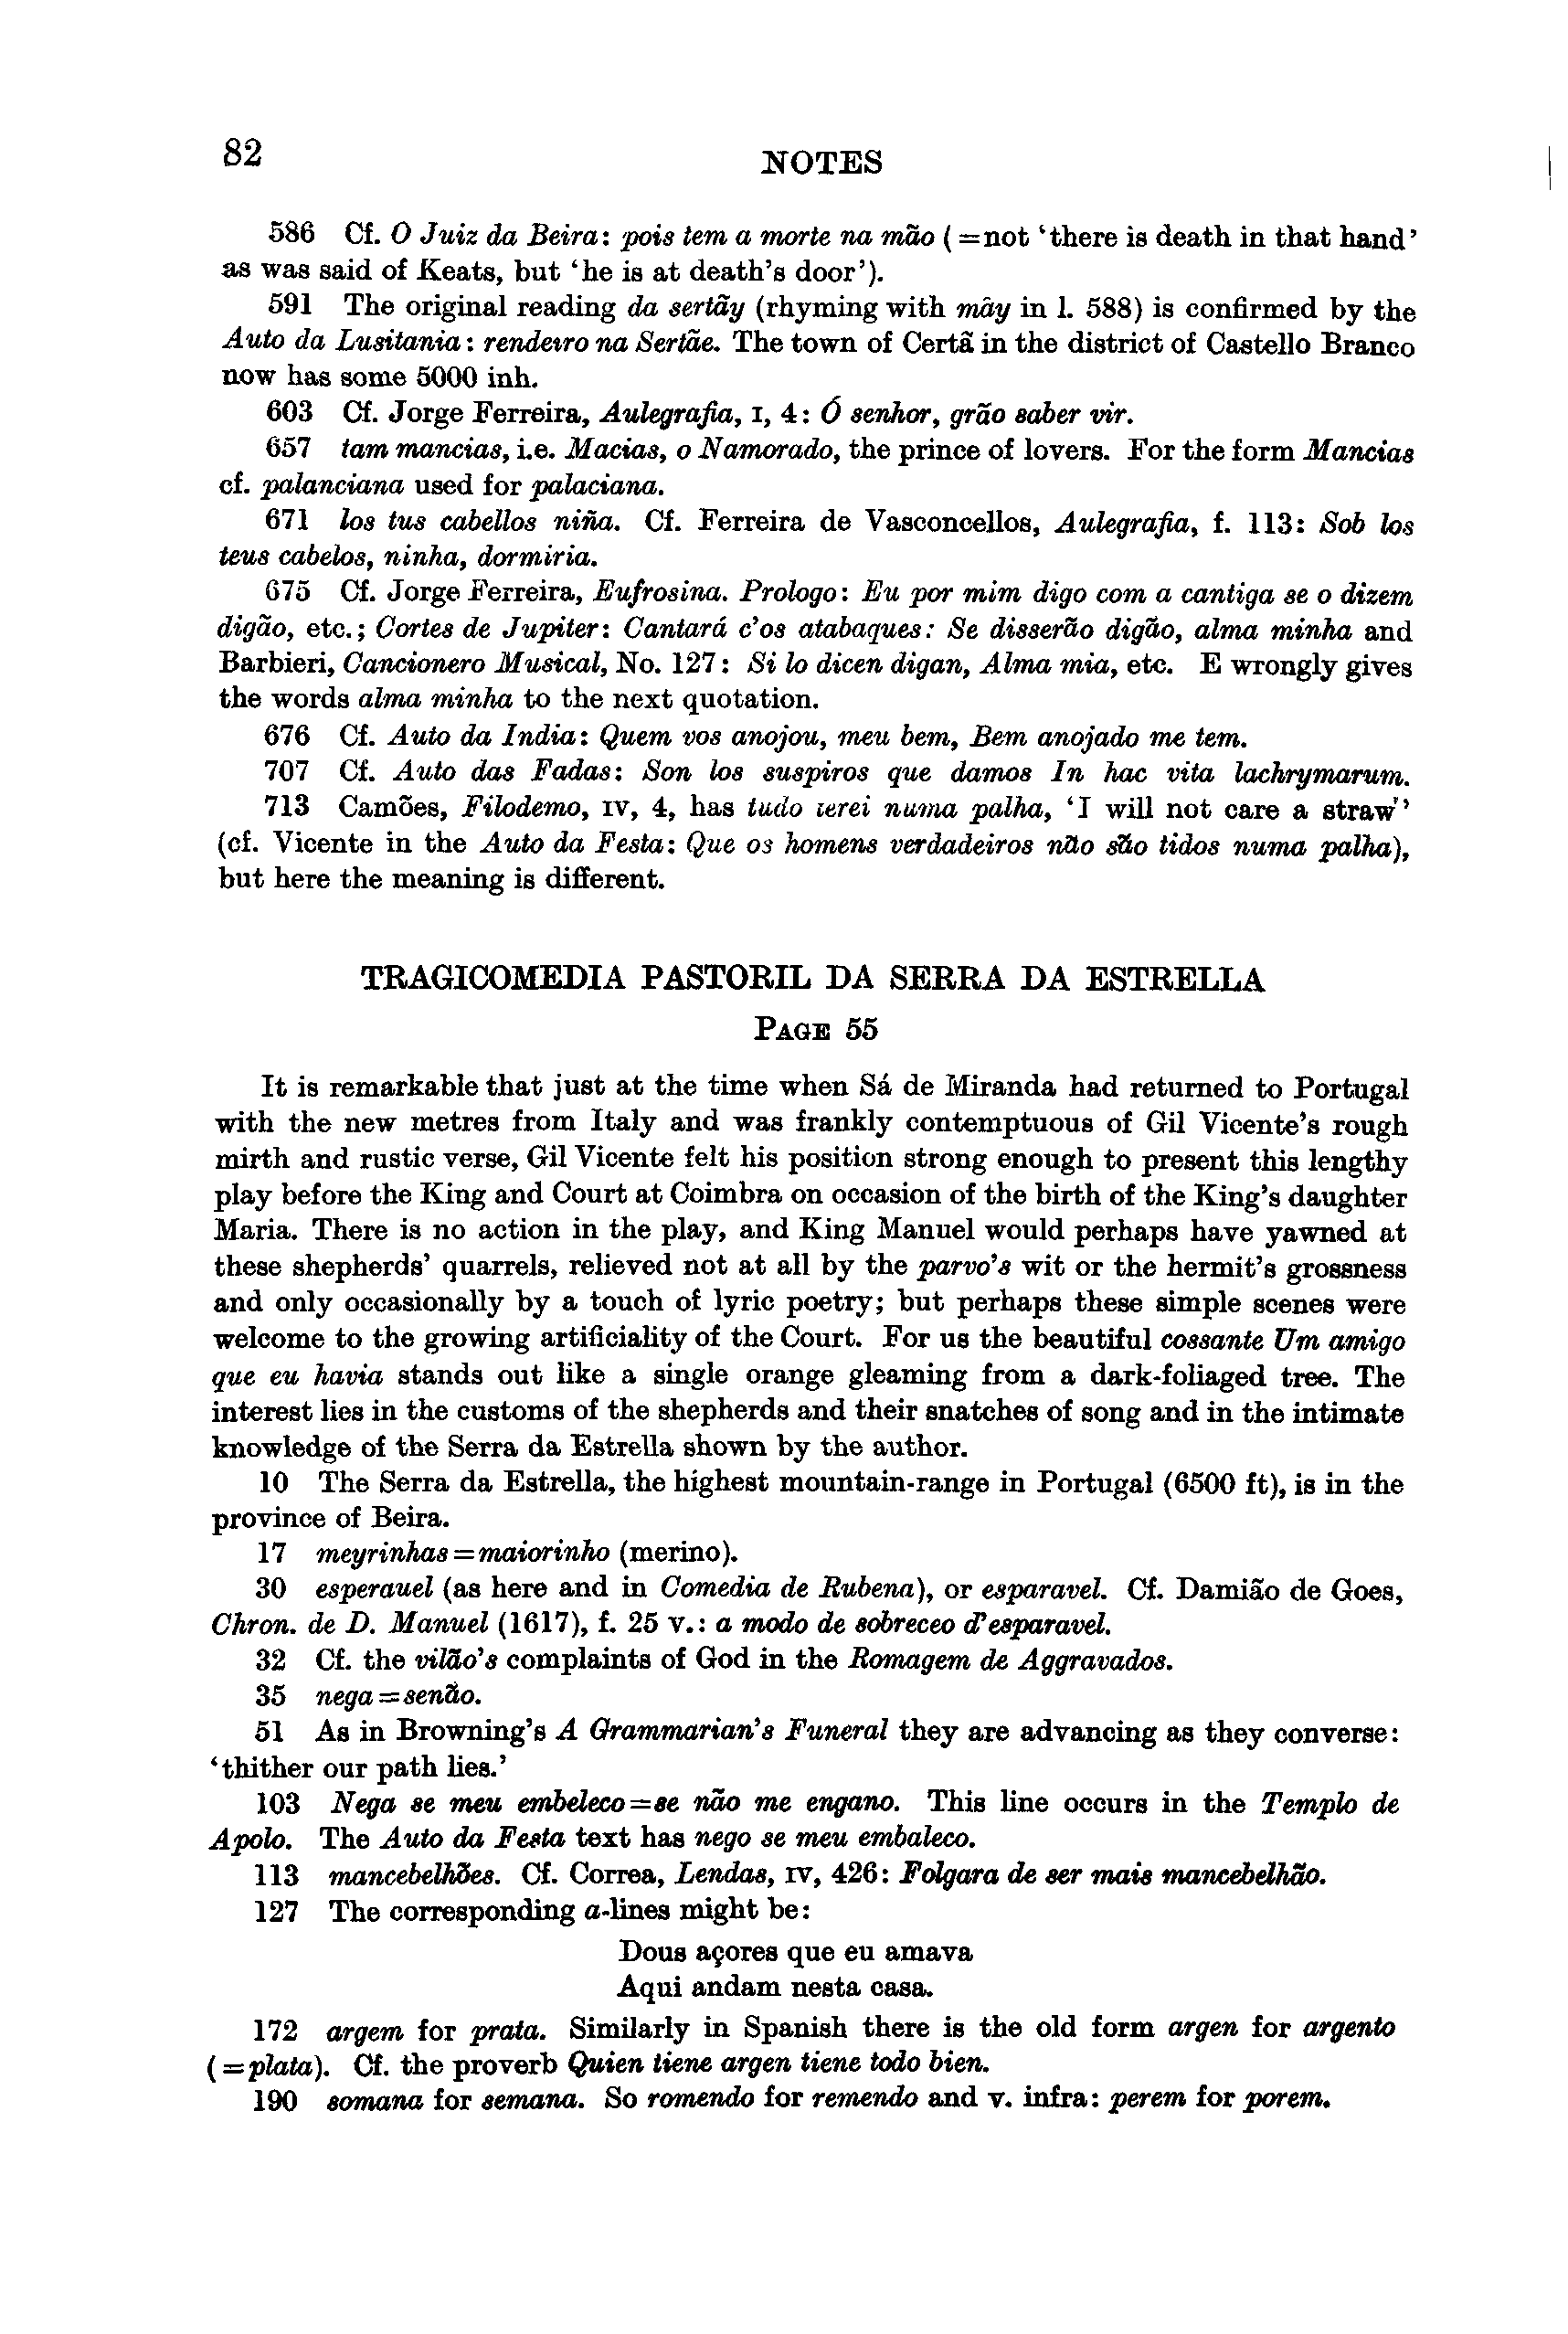 82
NOTES
586 Cf. O Juiz da Beira: pois tem a morte na mão (=not ‘there is death in that hand’
as was said of Keats, but ‘he is at death’s door’).
591 The original reading da sertãy (rhyming with mãy in l. 588) is confirmed by the
Auto da Lusitania: rendeiro na Sertãe. The town of Certã in the district of Castello Branco
now has some 5000 inh.
603 Cf. Jorge Ferreira, Aulegrafia, I, 4: Ó senhor, grão saber vir.
657 tam mancias, i.e. Macias, o Namorado, the prince of lovers. For the form Mancias
cf. palanciana used for palaciana.
671 los tus cabellos niña. Cf. Ferreira de Vasconcellos, Aulegrafia, f. 113: Sob los
teus cabelos, ninha, dormiria.
675 Cf. Jorge Ferreira, Eufrosina. Prologo: Eu por mim digo com a cantiga se o dizem
digão, etc.; Cortes de Jupiter: Cantará c’os atabaques: Se disserão digão, alma minha and
Barbieri, Cancionero Musical, No. 127: Si lo dicen digan, Alma mia, etc. E wrongly gives
the words alma minha to the next quotation.
676 Cf. Auto da India: Quem vos anojou, meu bem, Bem anojado me tem.
707 Cf. Auto das Fadas: Son los suspiros que damos In hac vita lachrymarum.
713 Camões, Filodemo, IV, 4, has tudo terei numa palha, ‘I will not care a straw’
(cf. Vicente in the Auto da Festa: Que os homens verdadeiros não são tidos numa palha),
but here the meaning is different.
TRAGICOMEDIA PASTORIL DA SERRA DA ESTRELLA
PAGE 55
It is remarkable that just at the time when Sá de Miranda had returned to Portugal
with the new metres from Italy and was frankly contemptuous of Gil Vicente’s rough
mirth and rustic verse, Gil Vicente felt his position strong enough to present this lengthy
play before the King and Court at Coimbra on occasion of the birth of the King’s daughter
Maria. There is no action in the play, and King Manuel would perhaps have yawned at
these shepherds’ quarrels, relieved not at all by the parvo’s wit or the hermit’s grossness
and only occasionally by a touch of lyric poetry; but perhaps these simple scenes were
welcome to the growing artificiality of the Court. For us the beautiful cossante Um amigo
que eu havia stands out like a single orange gleaming from a dark-foliaged tree. The
interest lies in the customs of the shepherds and their snatches of song and in the intimate
knowledge of the Serra da Estrella shown by the author.
10 The Serra da Estrella, the highest mountain-range in Portugal (6500 ft), is in the
province of Beira.
17 meyrinhas=maiorinho (merino).
30 esperauel (as here and in Comedia de Rubena), or esparavel. Cf. Damião de Goes,
Chron. de D. Manuel (1617), f. 25 v.: a modo de sobreceo d’esparavel.
32 Cf. the vilão’s complaints of God in the Romagem de Aggravados.
35 nega=senão.
51 As in Browning’s A Grammarian’s Funeral they are advancing as they converse:
‘thither our path lies.’
103 Nega se meu embeleco=se não me engano. This line occurs in the Templo de
Apolo. The Auto da Festa text has nego se meu embaleco.
113 mancebelhões. Cf. Correa, Lendas, IV, 426: Folgara de ser mais mancebelhão.
127 The corresponding a-lines might be:
Dous açores que eu amava
Aqui andam nesta casa.
172 argem for prata. Similarly in Spanish there is the old form argen for argento
(=plata). Cf. the proverb Quien tiene argen tiene todo bien.
190 somana for semana. So romendo for remendo and v. infra: perem for porem.